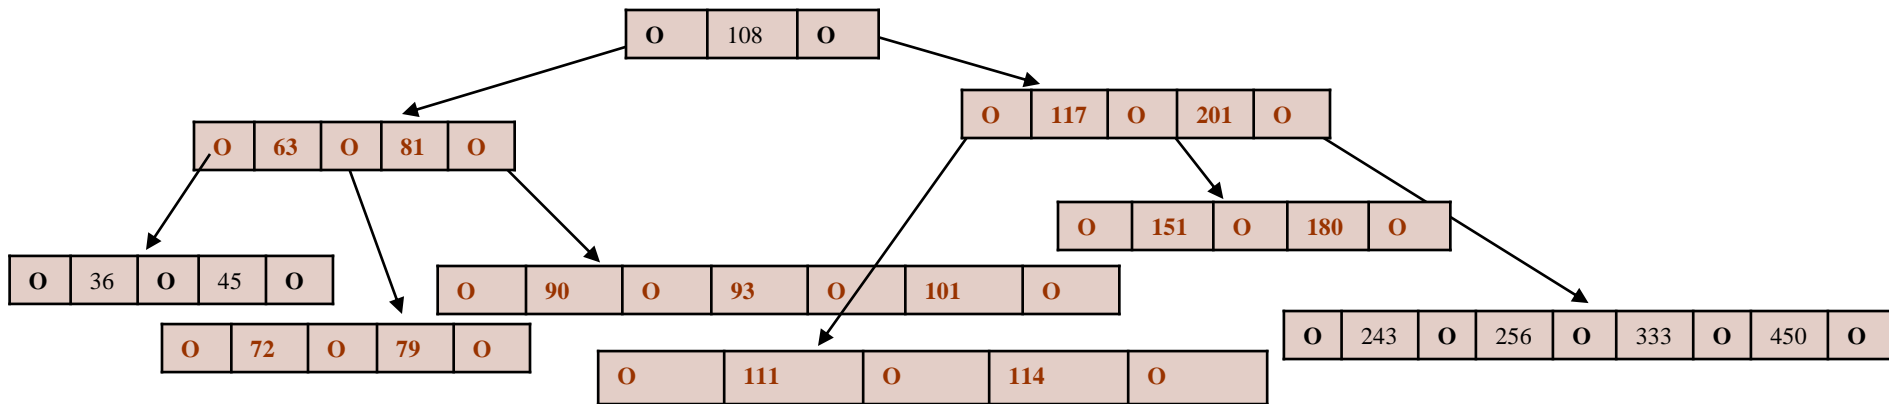 O 108 O
O 63 O 81 O
O 117 O 201 O
O 36 O 45 O
O 72 O 79 O
O 90 O 93 O 101 O
O 111 O 114 O
O 151 O 180 O
O 243 O 256 O 333 O 450 O